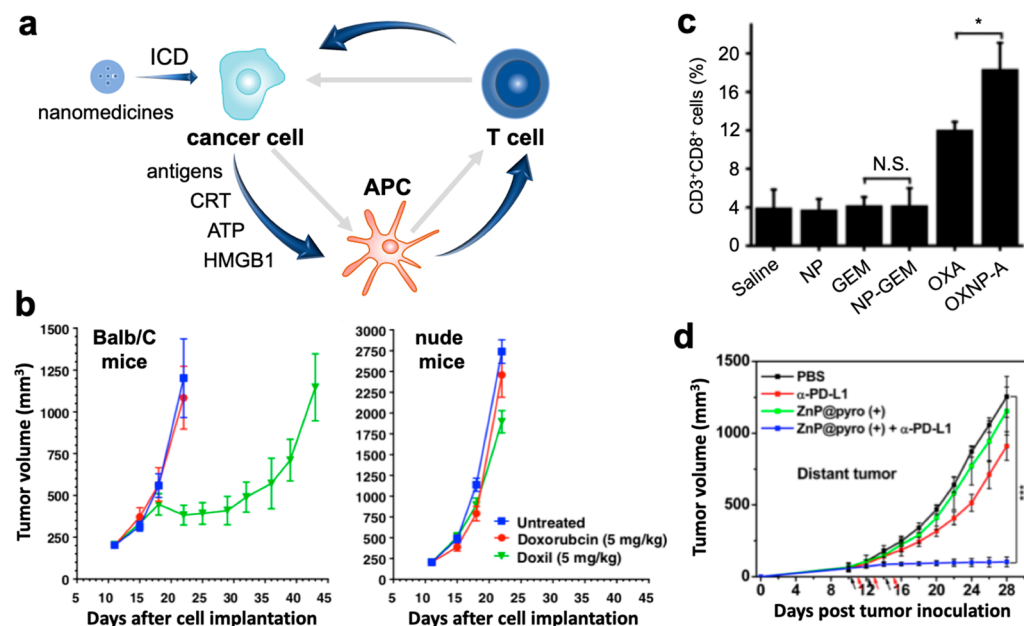 a
ICD
nanomedicines
cancer cell
T cell
antigens
CRT
ATP
HMGB1
APC
b
Balb/C
mice
Tumor volume (mm³)
1500
1250
1000
750
500
250
0
5 10 15 20 25 30 35 40 45
Days after cell implantation
nude
mice
3000
2750
2500
2250
2000
1750
1500
1250
1000
750
500
250
0
Untreated
Doxorubcin (5 mg/kg)
Doxil (5 mg/kg)
5 10 15 20 25 30 35 40 45
Days after cell implantation
c
CD3⁺CD8⁺ cells (%)
20
16
12
8
4
0
N.S.
*
Saline
NP
GEM
NP-GEM
OXA
OXNP-A
d
Tumor volume (mm³)
1500
1000
500
0
PBS
α-PD-L1
ZnP@pyro (+)
ZnP@pyro (+) + α-PD-L1
Distant tumor
***
0 4 8 12 16 20 24 28
Days post tumor inoculation